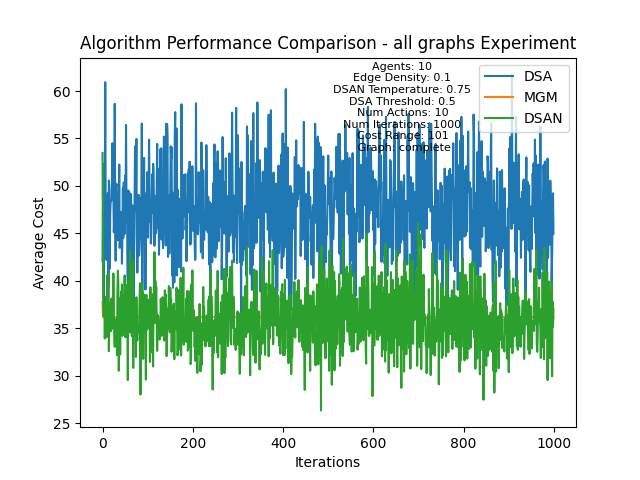 Algorithm Performance Comparison - all graphs Experiment
Agents: 10
Edge Density: 0.1
DSAN Temperature: 0.75
DSA Threshold: 0.5
Num Actions: 10
Num Iterations: 1000
Cost Range: 101
Graph: complete
DSA
MGM
DSAN
Average Cost
60
55
50
45
40
35
30
25
0
200
400
600
800
1000
Iterations